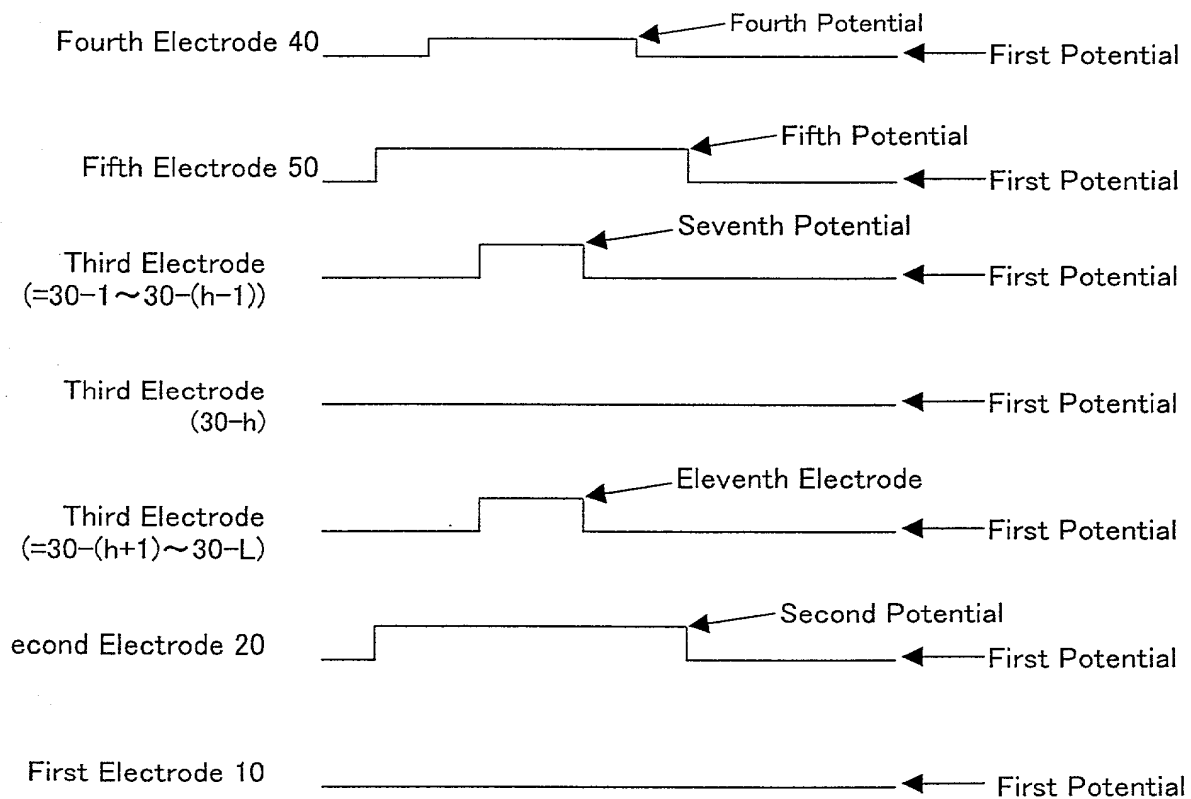 Fourth Electrode 40
Fourth Potential
First Potential
Fifth Electrode 50
Fifth Potential
First Potential
Third Electrode
(=30-1～30-(h-1))
Seventh Potential
First Potential
Third Electrode
(30-h)
First Potential
Third Electrode
(=30-(h+1)～30-L)
Eleventh Electrode
First Potential
econd Electrode 20
Second Potential
First Potential
First Electrode 10
First Potential